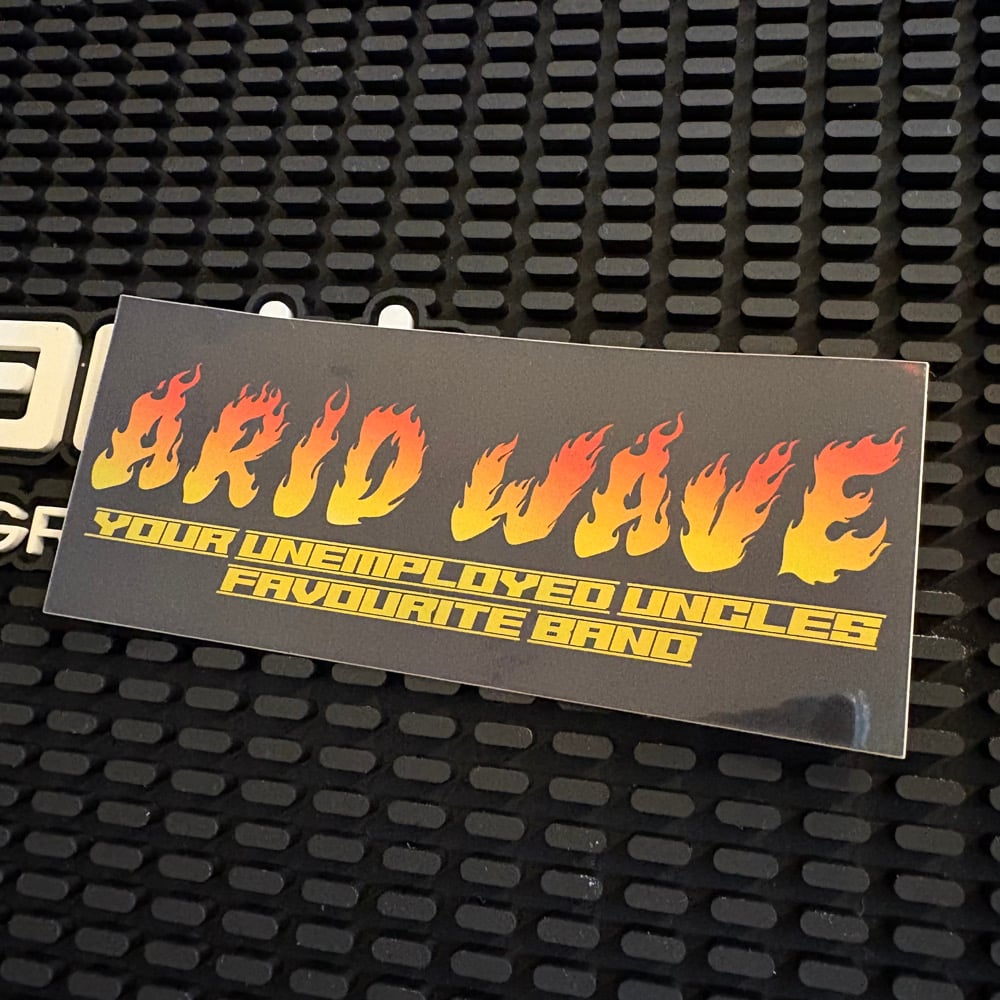 ARID WAVE
YOUR UNEMPLOYED UNCLES
FAVOURITE BAND